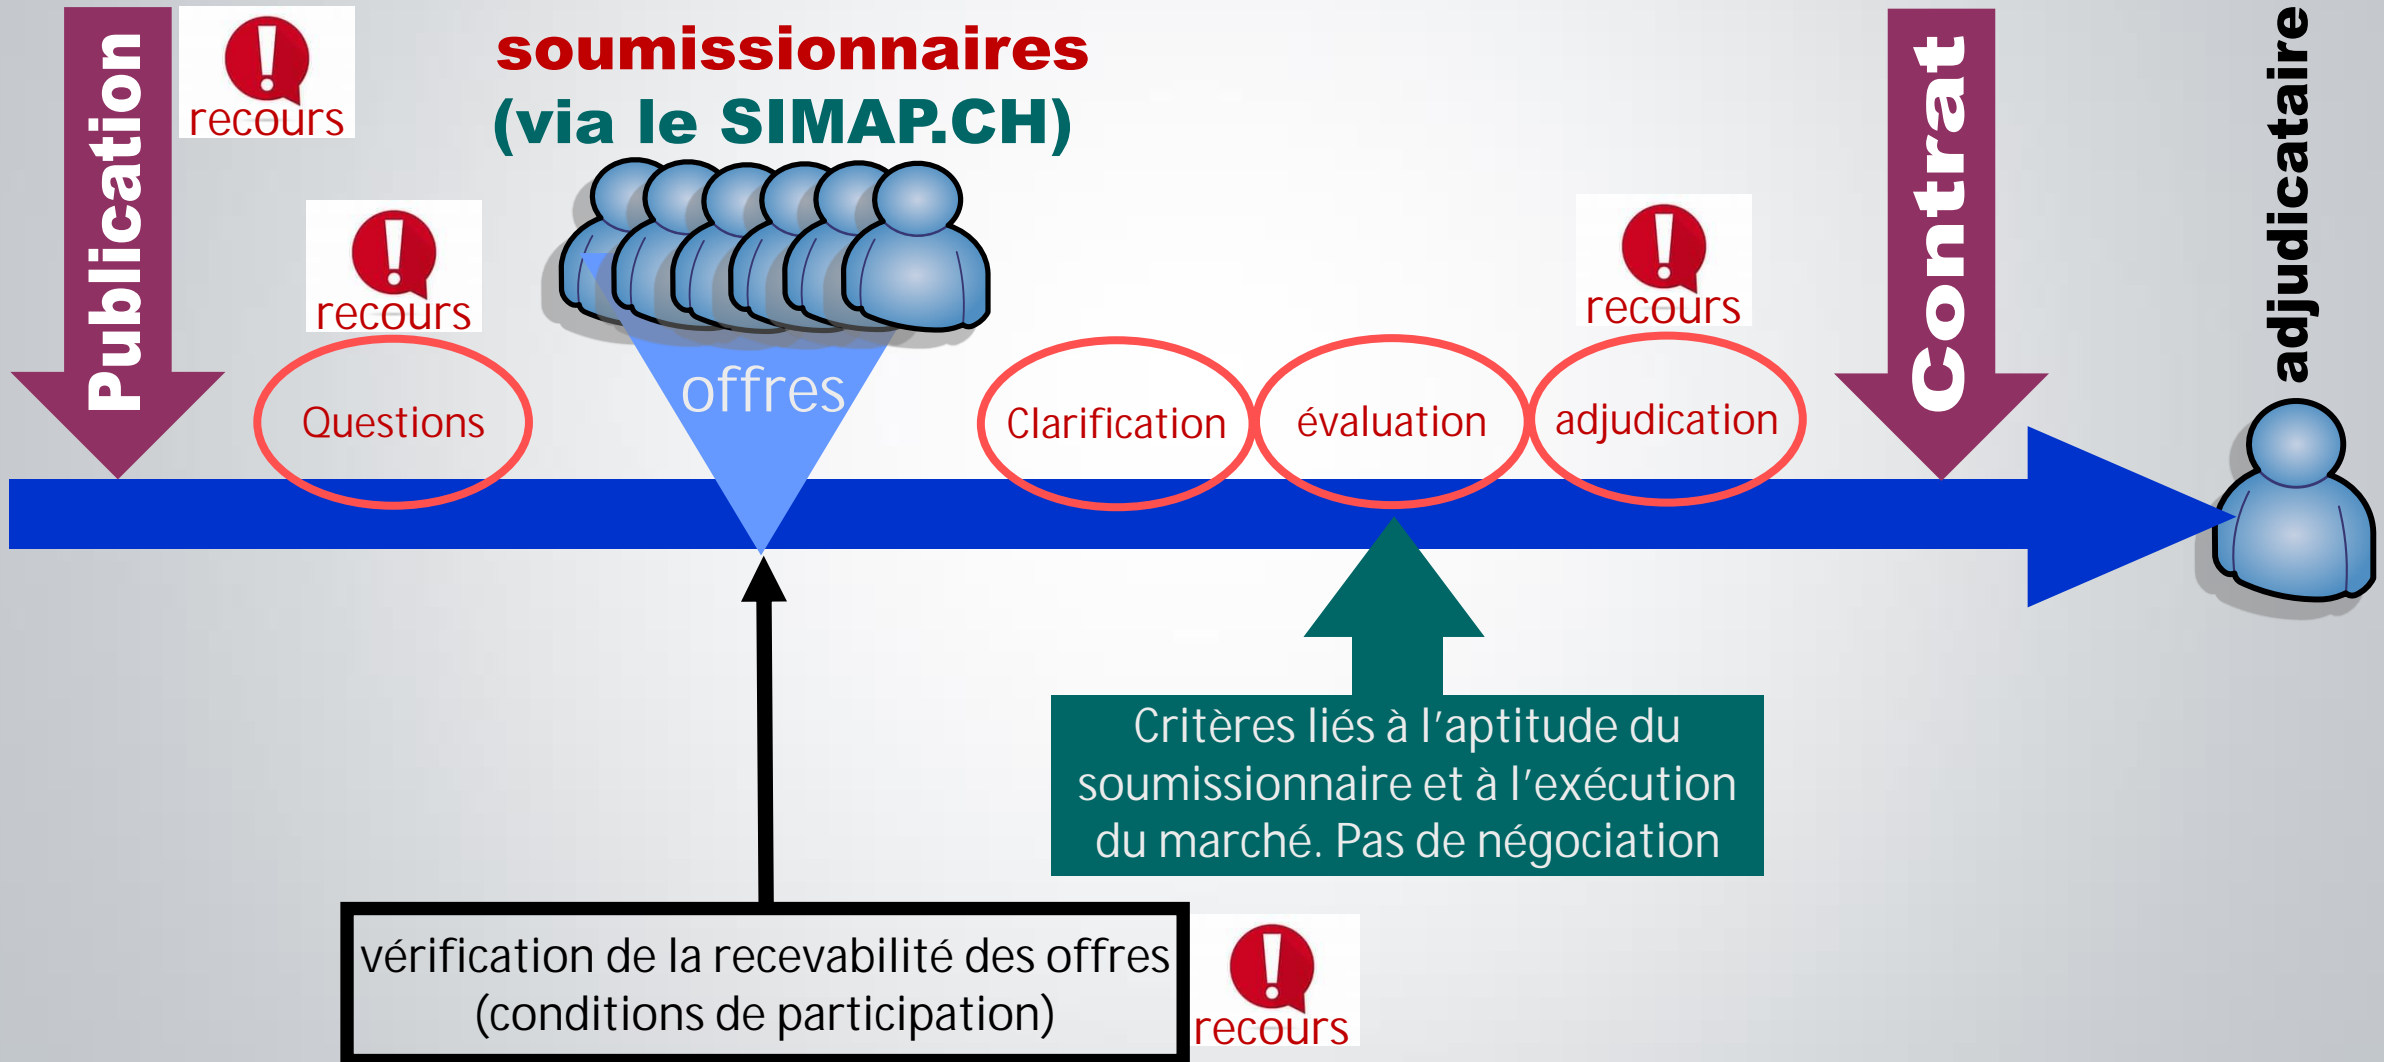 Publication
recours
soumissionnaires
(via le SIMAP.CH)
recours
Questions
offres
Clarification
évaluation
recours
adjudication
Contrat
adjudicataire
Critères liés à l’aptitude du
soumissionnaire et à l’exécution
du marché. Pas de négociation
vérification de la recevabilité des offres
(conditions de participation)
recours